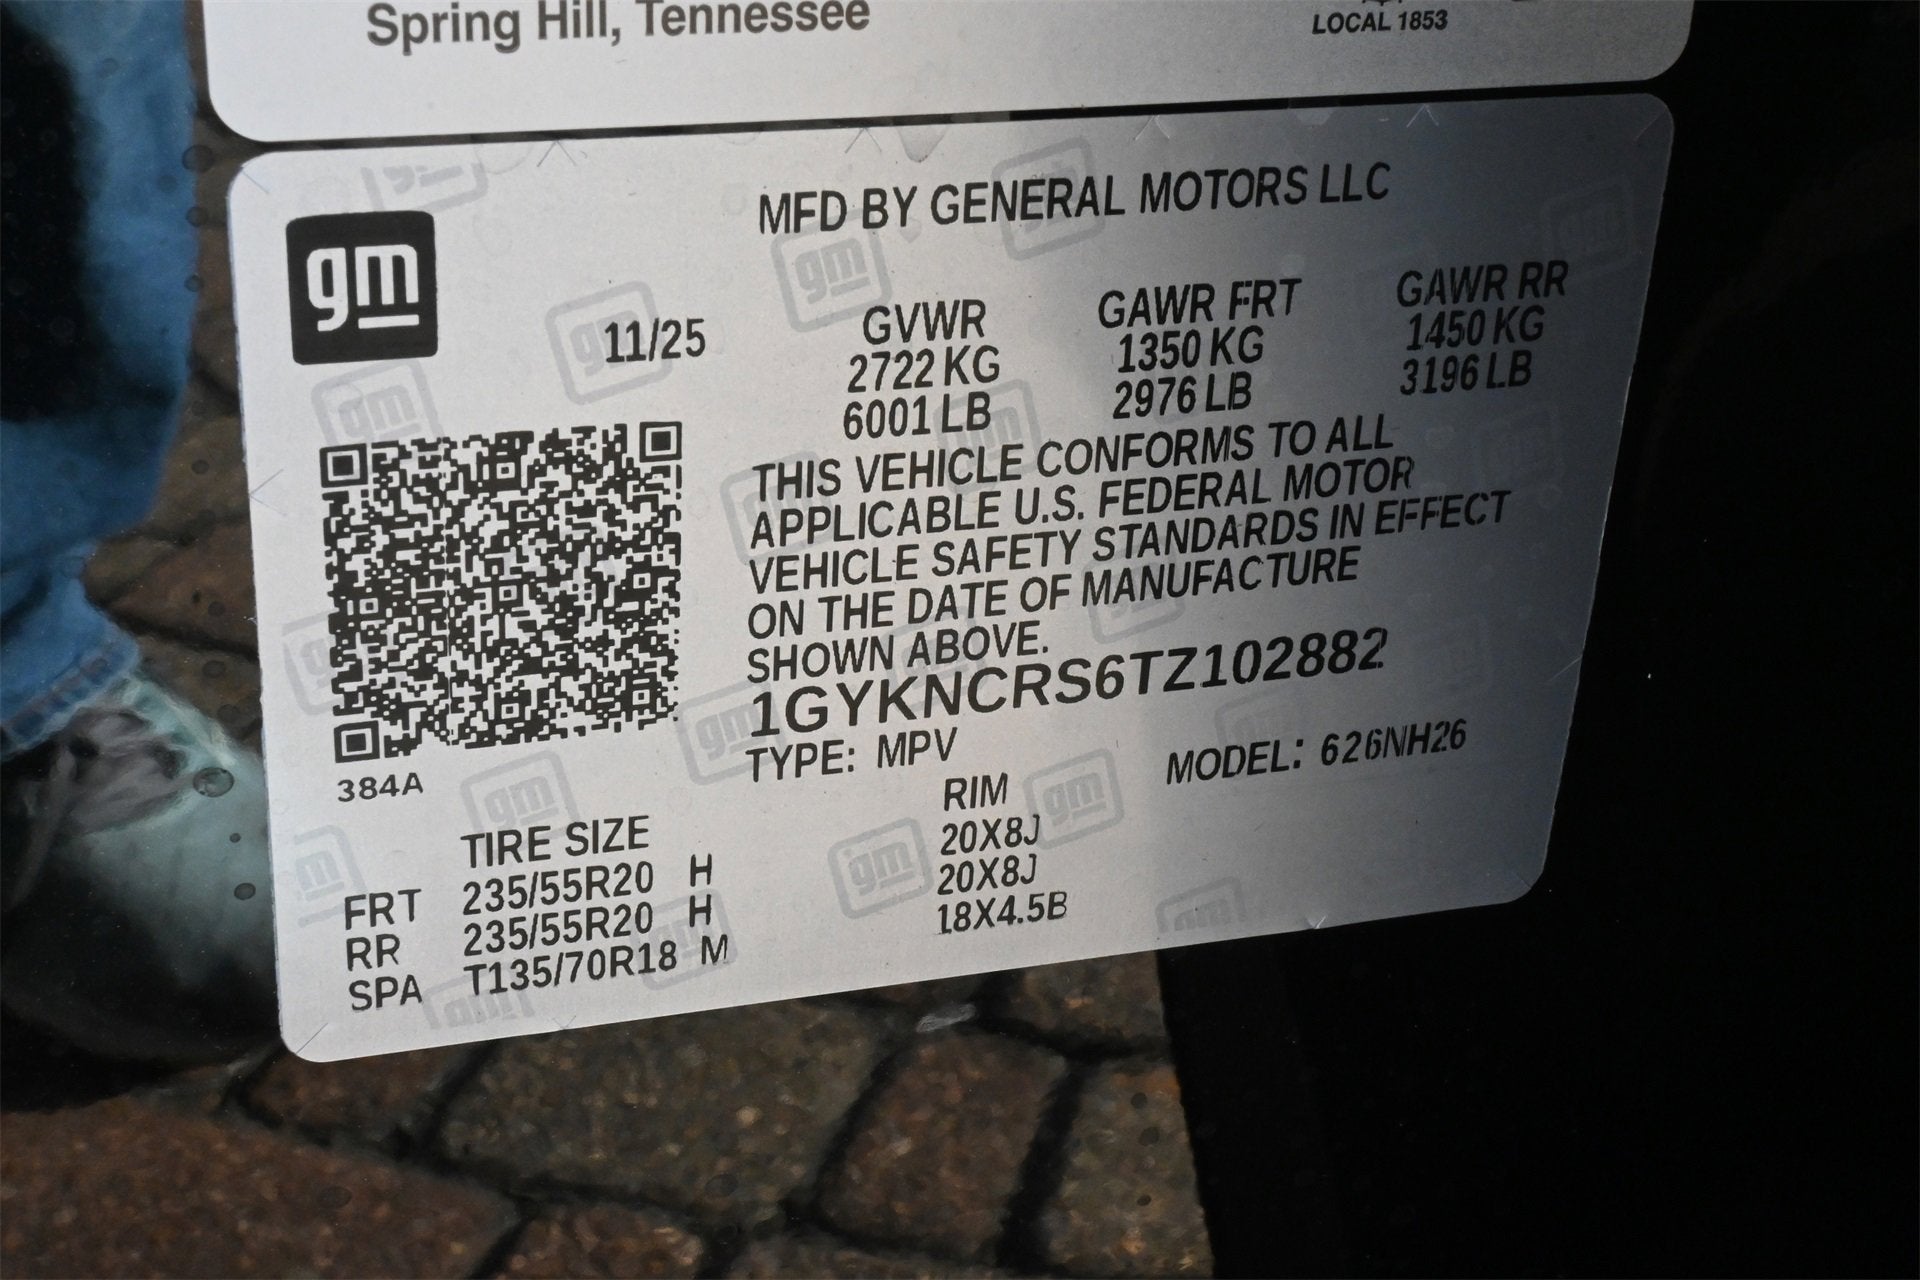 Spring Hill, Tennessee
LOCAL 1853
gm
MFD BY GENERAL MOTORS LLC
11/25
GVWR GAWR FRT GAWR RR
2722 KG 1350 KG 1450 KG
6001 LB 2976 LB 3196 LB
THIS VEHICLE CONFORMS TO ALL
APPLICABLE U.S. FEDERAL MOTOR
VEHICLE SAFETY STANDARDS IN EFFECT
ON THE DATE OF MANUFACTURE
SHOWN ABOVE.
1GYKNCRS6TZ102882
TYPE: MPV MODEL: 626NH26
384A
TIRE SIZE RIM
FRT 235/55R20 H 20X8J
RR 235/55R20 H 20X8J
SPA T135/70R18 M 18X4.5B